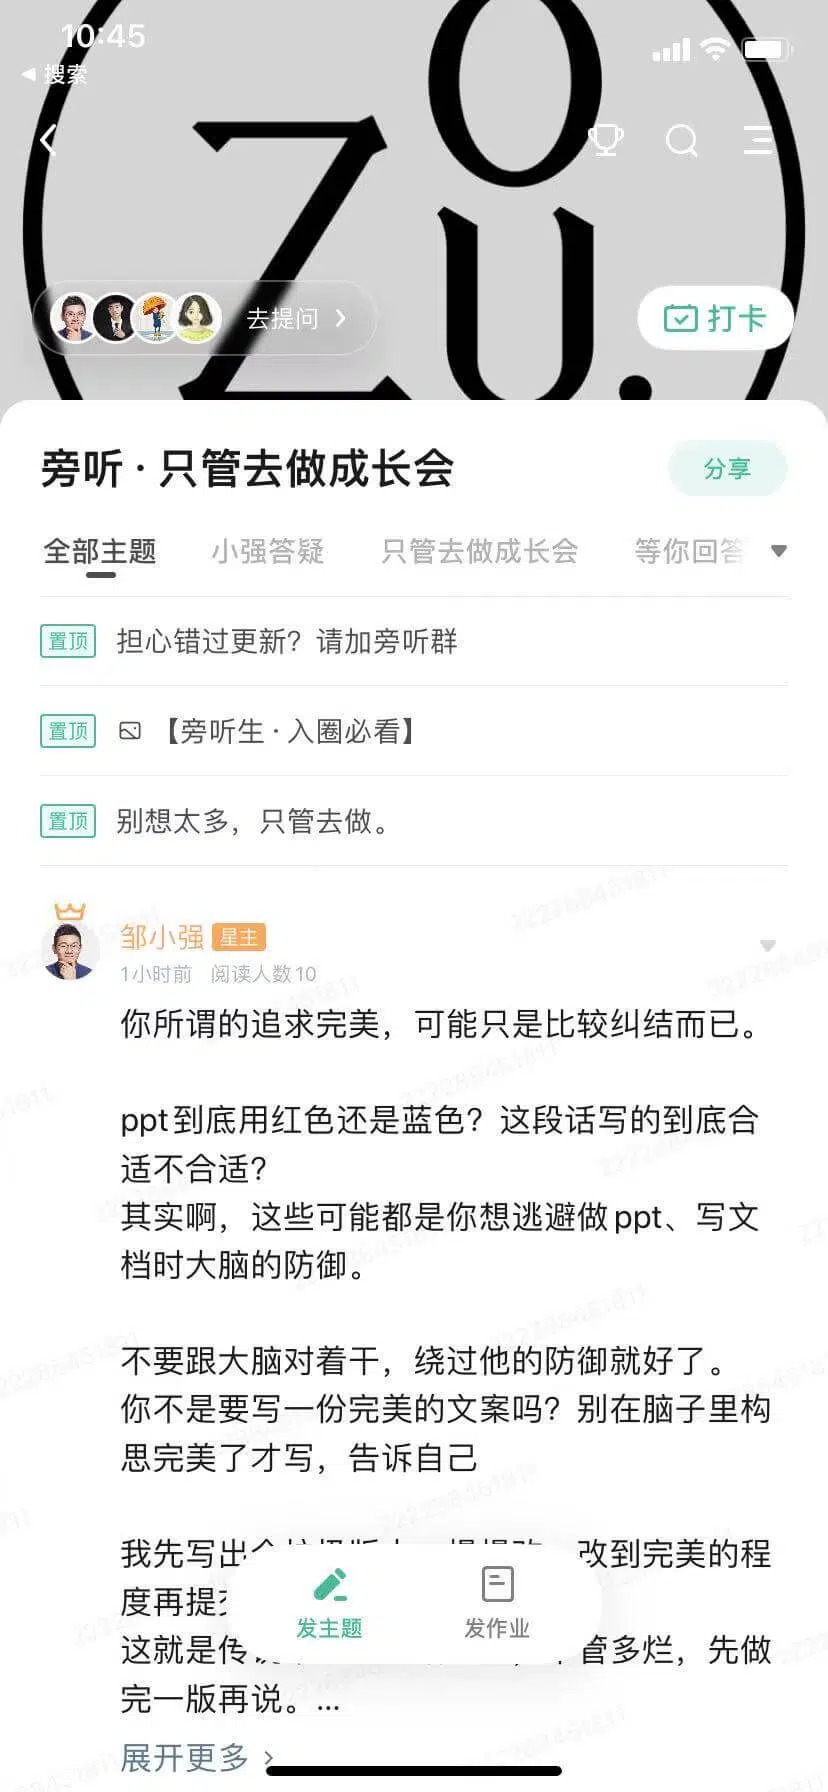 10:45
搜索
ZOU.
去提问
打卡
旁听·只管去做成长会
分享
全部主题 小强答疑 只管去做成长会 等你回答
置顶 担心错过更新？请加旁听群
置顶 【旁听生·入圈必看】
置顶 别想太多，只管去做。
邹小强 星主
1小时前 阅读人数10
你所谓的追求完美，可能只是比较纠结而已。
ppt到底用红色还是蓝色？这段话写的到底合
适不合适？
其实啊，这些可能都是你想逃避做ppt、写文
档时大脑的防御。
不要跟大脑对着干，绕过他的防御就好了。
你不是要写一份完美的文案吗？别在脑子里构
思完美了才写，告诉自己
我先写出 改到完美的程
度再提
这就是传 管多烂，先做
完一版再说。...
发主题 发作业
展开更多